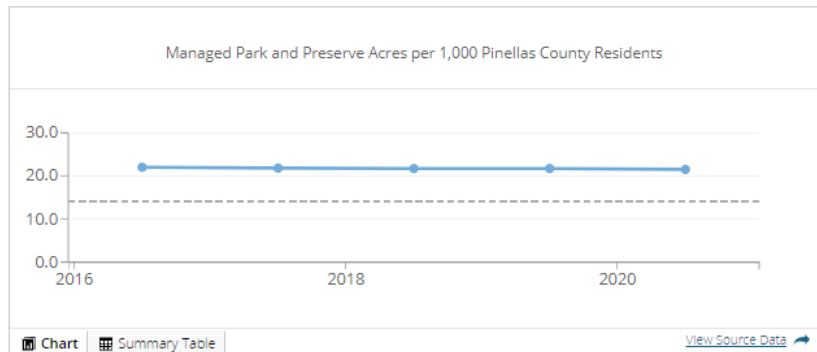 Managed Park and Preserve Acres per 1,000 Pinellas County Residents
30.0
20.0
10.0
0.0
2016 2018 2020
Chart Summary Table View Source Data